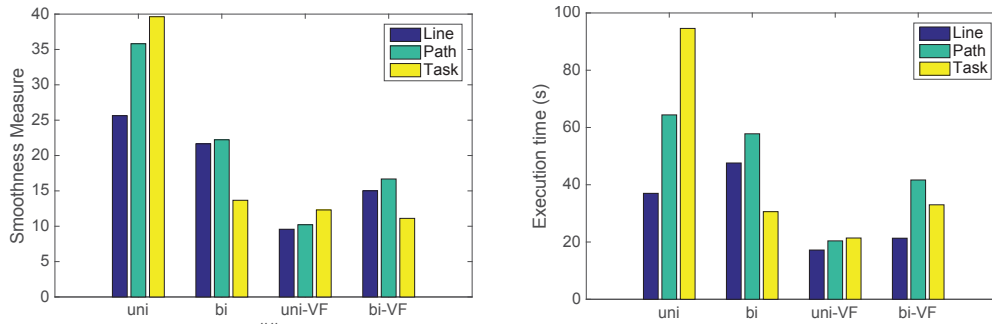 Smoothness Measure
40
35
30
25
20
15
10
5
0
Line
Path
Task
uni
bi
uni-VF
bi-VF
Execution time (s)
100
80
60
40
20
0
Line
Path
Task
uni
bi
uni-VF
bi-VF